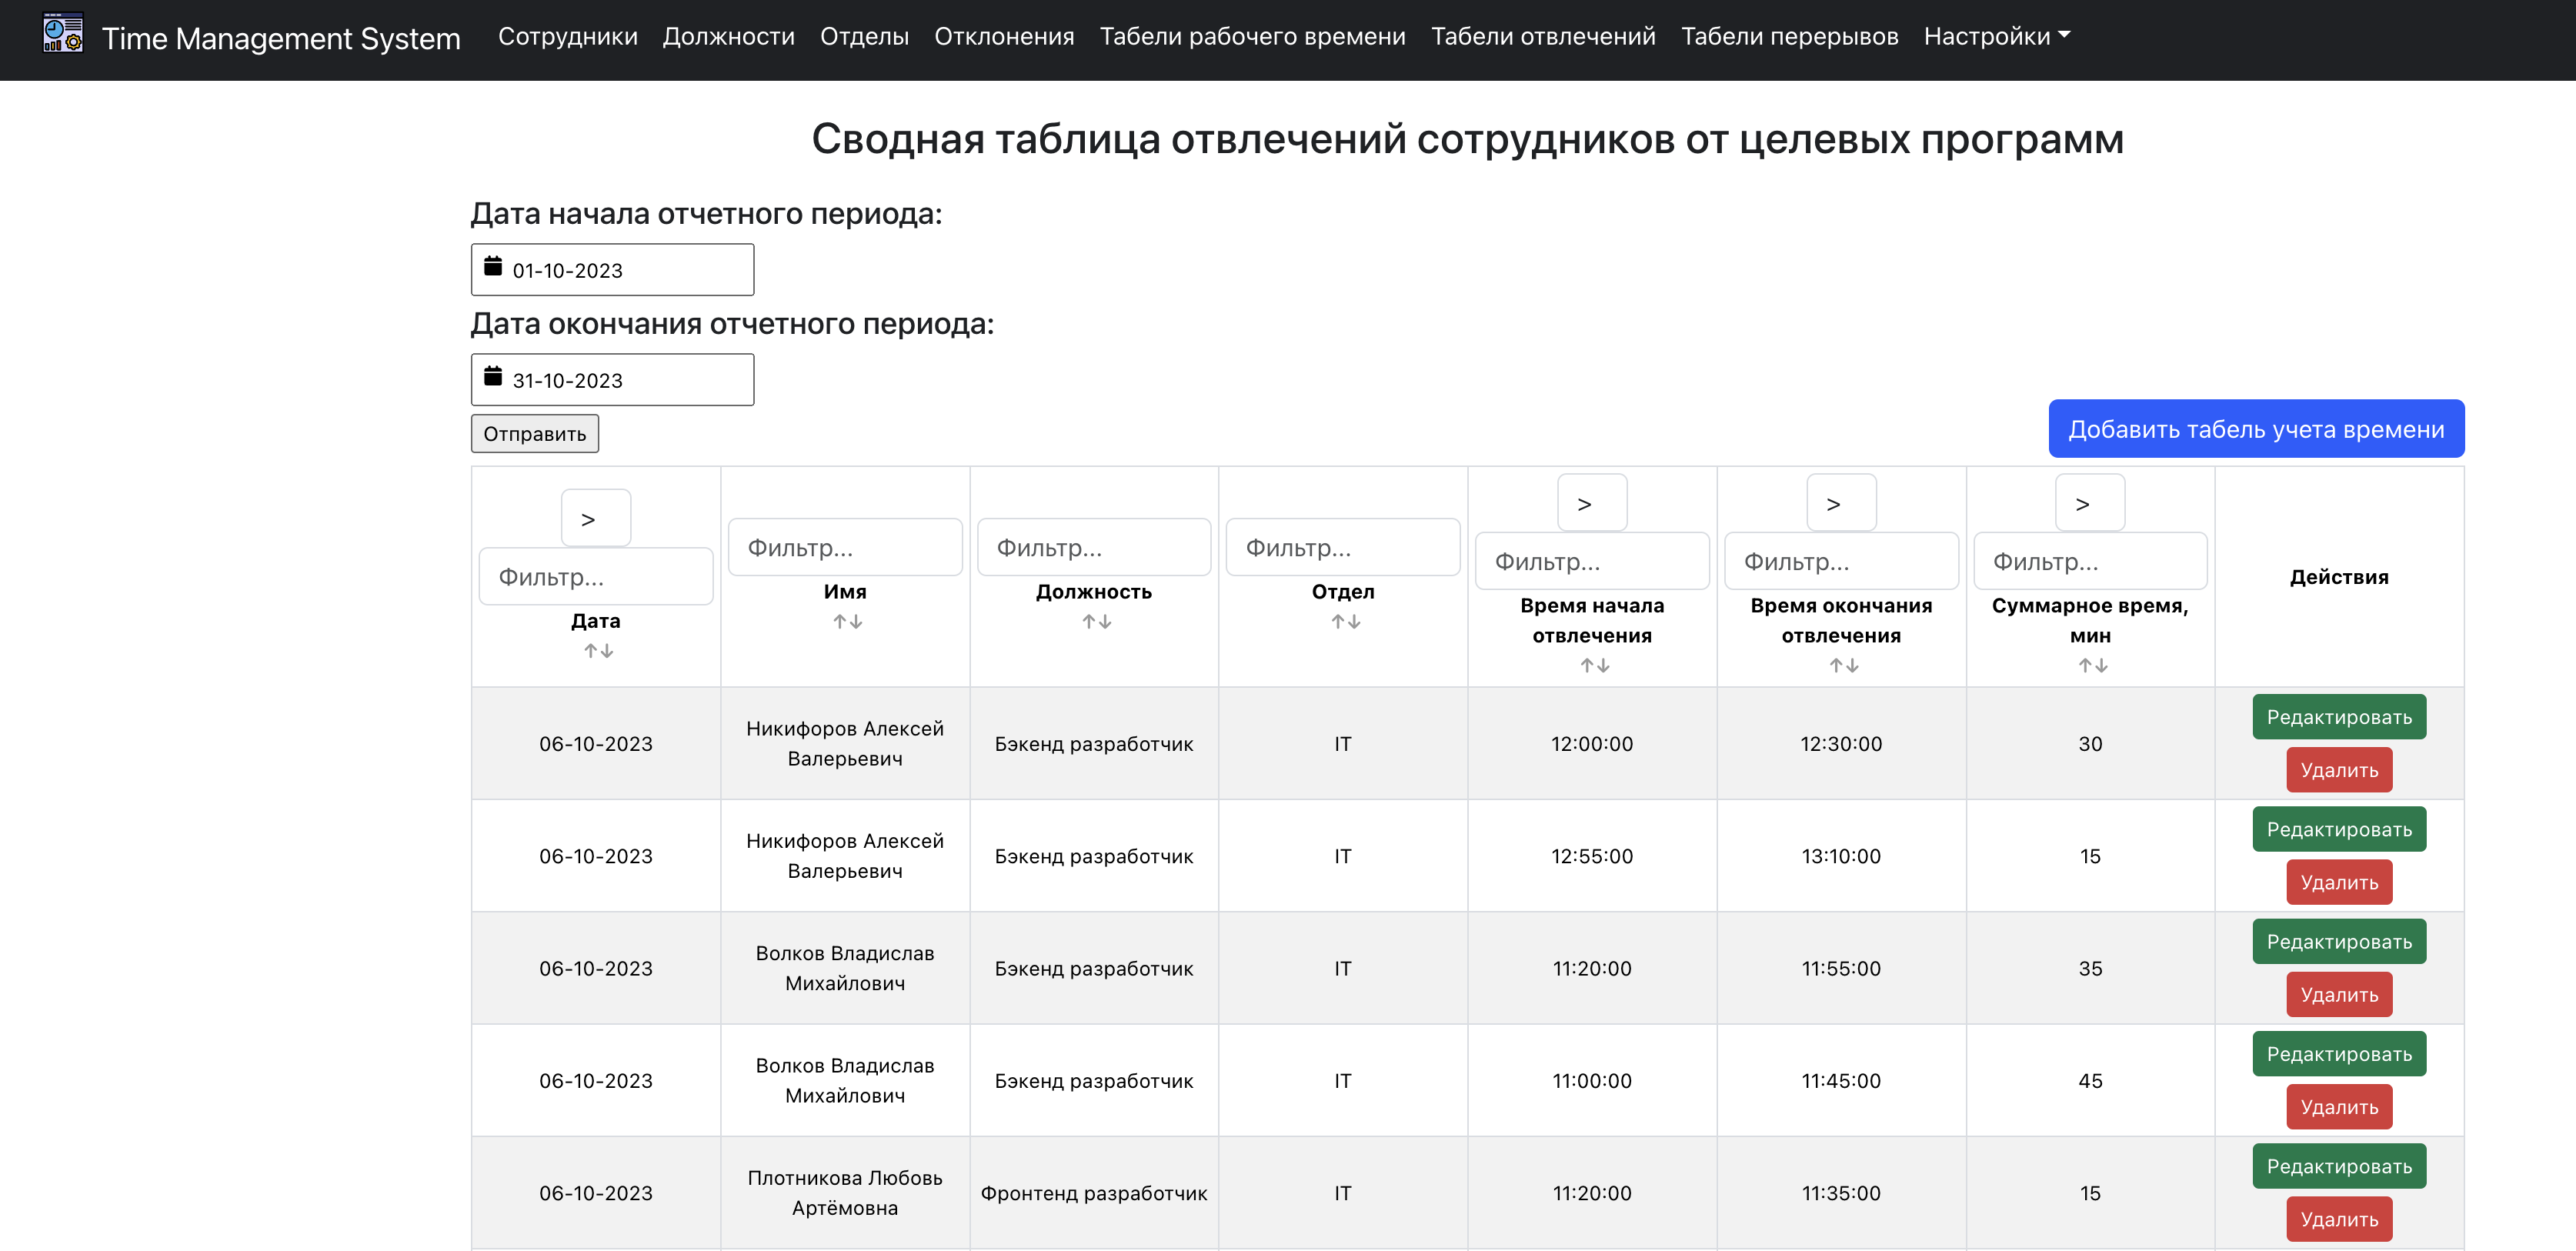 Time Management System Сотрудники Должности Отделы Отклонения Табели рабочего времени Табели отвлечений Табели перерывов Настройки
Сводная таблица отвлечений сотрудников от целевых программ
Дата начала отчетного периода:
01-10-2023
Дата окончания отчетного периода:
31-10-2023
Отправить
Добавить табель учета времени
>
Фильтр...
Дата
↑↓
Фильтр...
Имя
↑↓
Фильтр...
Должность
↑↓
Фильтр...
Отдел
↑↓
>
Фильтр...
Время начала
отвлечения
↑↓
>
Фильтр...
Время окончания
отвлечения
↑↓
>
Фильтр...
Суммарное время,
мин
↑↓
Действия
06-10-2023
Никифоров Алексей
Валерьевич
Бэкенд разработчик
IT
12:00:00
12:30:00
30
Редактировать
Удалить
06-10-2023
Никифоров Алексей
Валерьевич
Бэкенд разработчик
IT
12:55:00
13:10:00
15
Редактировать
Удалить
06-10-2023
Волков Владислав
Михайлович
Бэкенд разработчик
IT
11:20:00
11:55:00
35
Редактировать
Удалить
06-10-2023
Волков Владислав
Михайлович
Бэкенд разработчик
IT
11:00:00
11:45:00
45
Редактировать
Удалить
06-10-2023
Плотникова Любовь
Артёмовна
Фронтенд разработчик
IT
11:20:00
11:35:00
15
Редактировать
Удалить